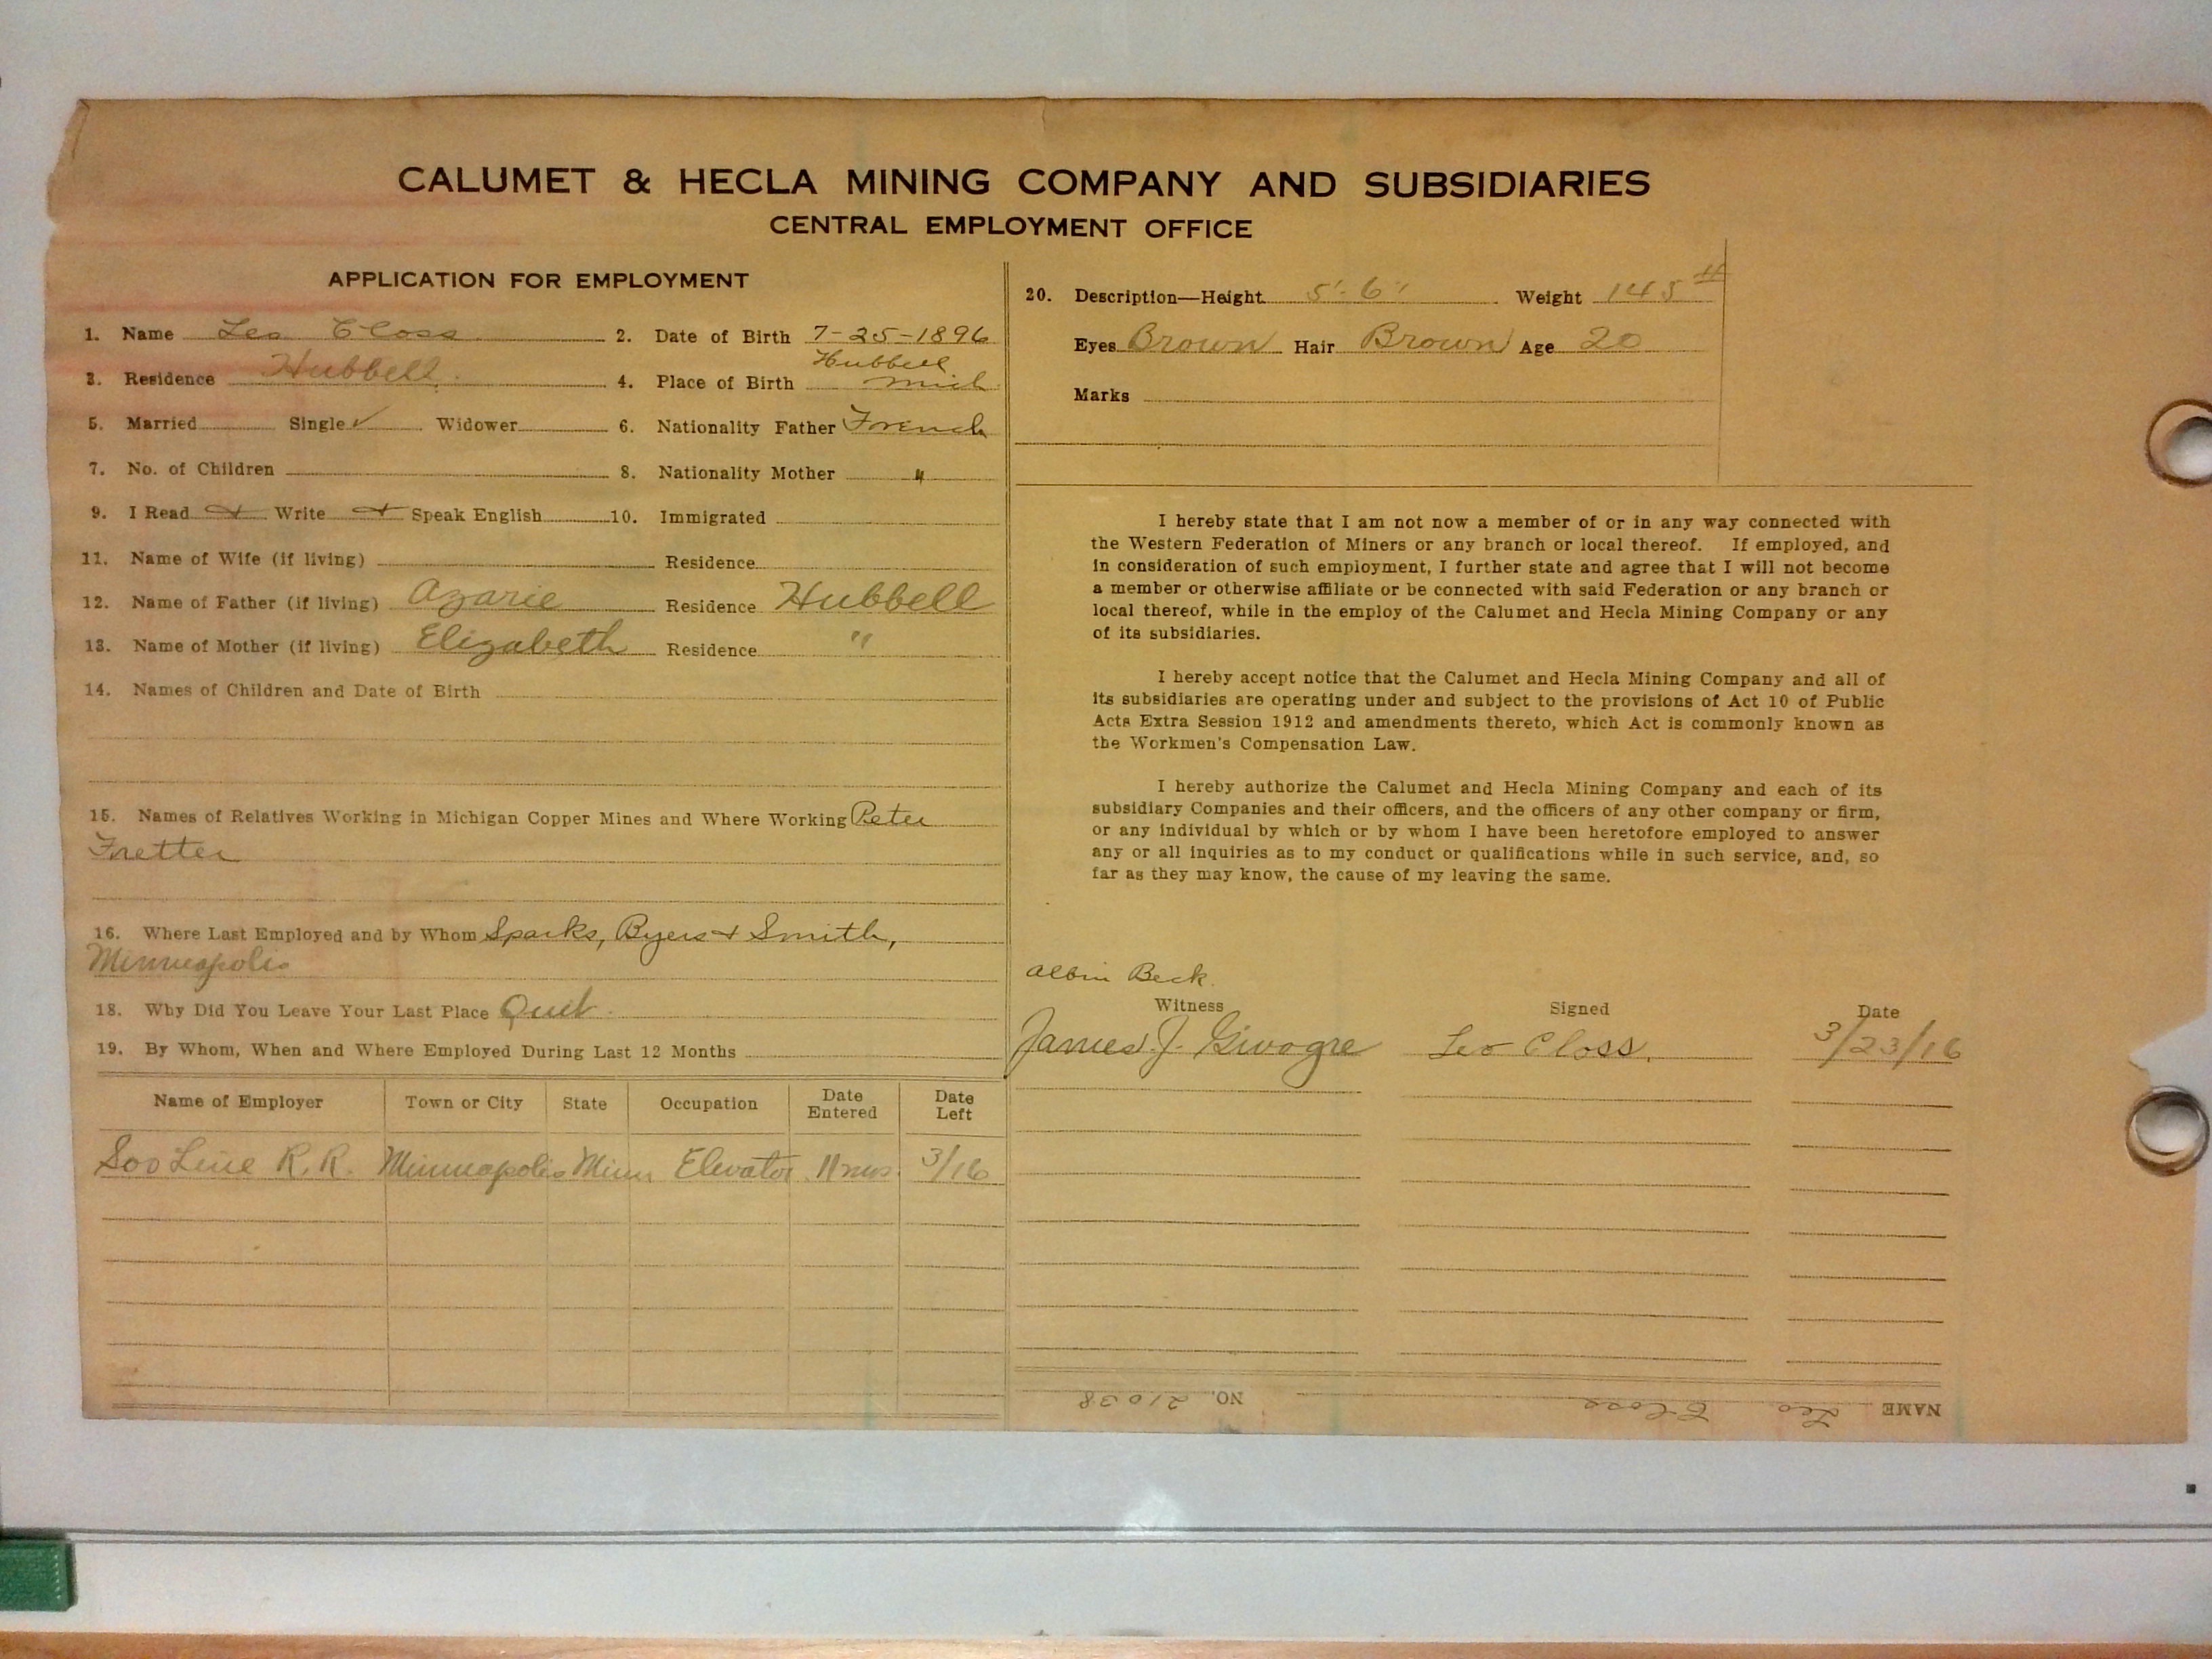 CALUMET & HECLA MINING COMPANY AND SUBSIDIARIES
CENTRAL EMPLOYMENT OFFICE
APPLICATION FOR EMPLOYMENT
1. Name Leo Closs 2. Date of Birth 7-25-1896
3. Residence Hubbell 4. Place of Birth Hubbell Mich
5. Married Single ✓ Widower 6. Nationality Father French
7. No. of Children 8. Nationality Mother "
9. I Read Write Speak English 10. Immigrated
11. Name of Wife (if living) Residence
12. Name of Father (if living) Azarie Residence Hubbell
13. Name of Mother (if living) Elizabeth Residence "
14. Names of Children and Date of Birth
15. Names of Relatives Working in Michigan Copper Mines and Where Working Peter
16. Where Last Employed and by Whom Sparks, Byers & Smith,
Minneapolis
18. Why Did You Leave Your Last Place Quit
19. By Whom, When and Where Employed During Last 12 Months
Name of Employer Town or City State Occupation Date Entered Date Left
Soo Line R.R. Minneapolis Minn Elevator 11 mos. 3/16
20. Description—Height 5'-6" Weight 145 #
Eyes Brown Hair Brown Age 20
Marks
I hereby state that I am not now a member of or in any way connected with
the Western Federation of Miners or any branch or local thereof. If employed, and
in consideration of such employment, I further state and agree that I will not become
a member or otherwise affiliate or be connected with said Federation or any branch or
local thereof, while in the employ of the Calumet and Hecla Mining Company or any
of its subsidiaries.
I hereby accept notice that the Calumet and Hecla Mining Company and all of
its subsidiaries are operating under and subject to the provisions of Act 10 of Public
Acts Extra Session 1912 and amendments thereto, which Act is commonly known as
the Workmen's Compensation Law.
I hereby authorize the Calumet and Hecla Mining Company and each of its
subsidiary Companies and their officers, and the officers of any other company or firm,
or any individual by which or by whom I have been heretofore employed to answer
any or all inquiries as to my conduct or qualifications while in such service, and, so
far as they may know, the cause of my leaving the same.
Albin Beck
Witness Signed Date
James J. Leo Closs. 3/23/16
NAME Leo Closs NO. 21038